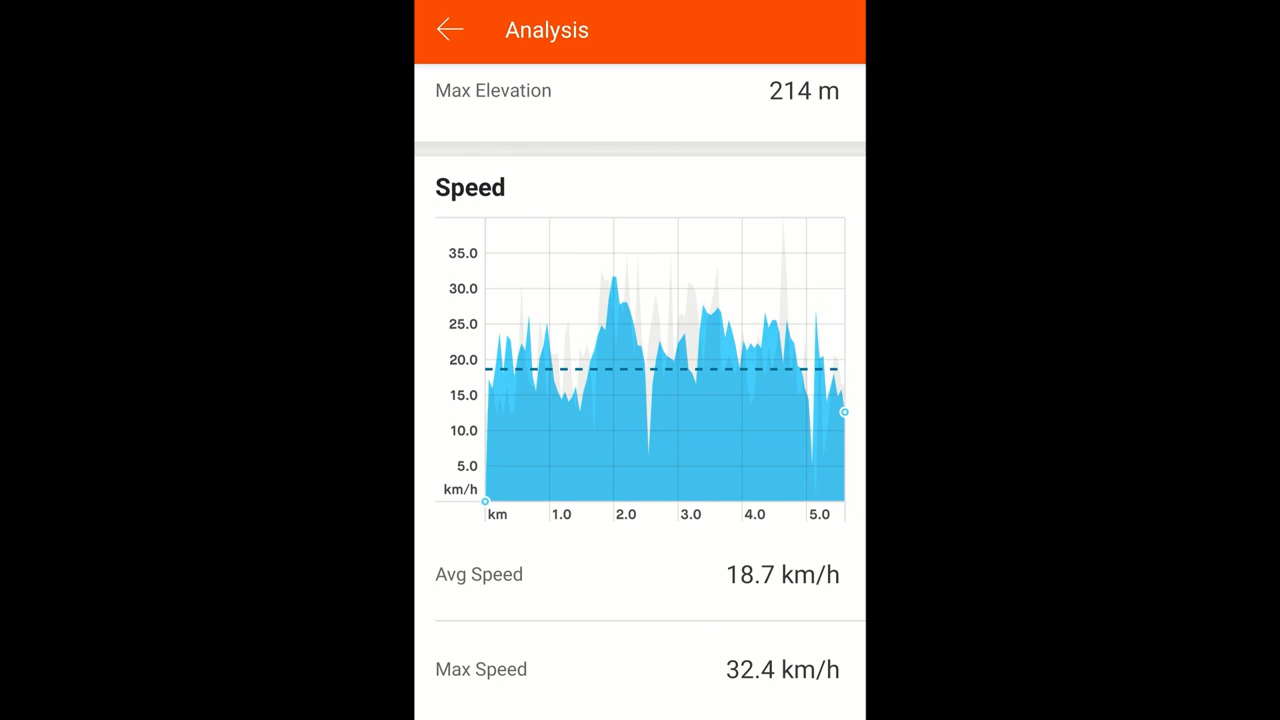 Analysis
Max Elevation 214 m
Speed
35.0
30.0
25.0
20.0
15.0
10.0
5.0
km/h
km 1.0 2.0 3.0 4.0 5.0
Avg Speed 18.7 km/h
Max Speed 32.4 km/h